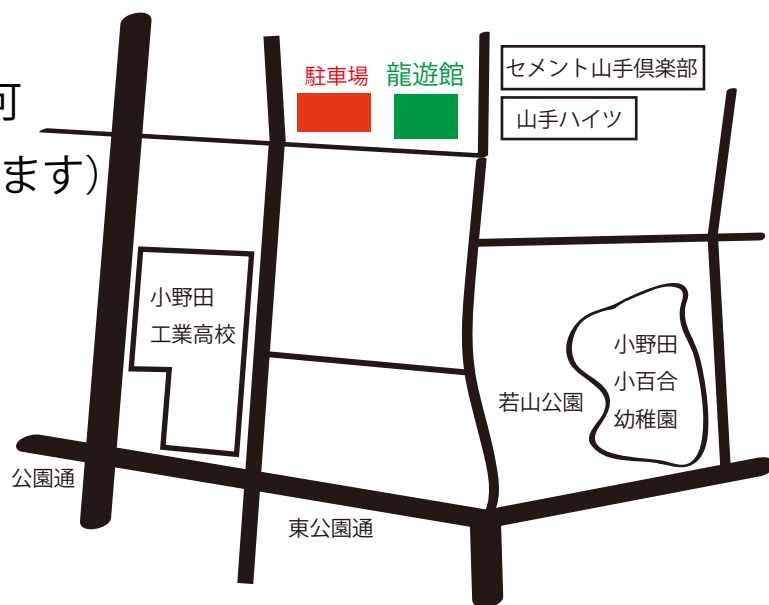 駐車場
龍遊館
セメント山手倶楽部
可
山手ハイツ
ます）
小野田
工業高校
小野田
小百合
幼稚園
若山公園
公園通
東公園通